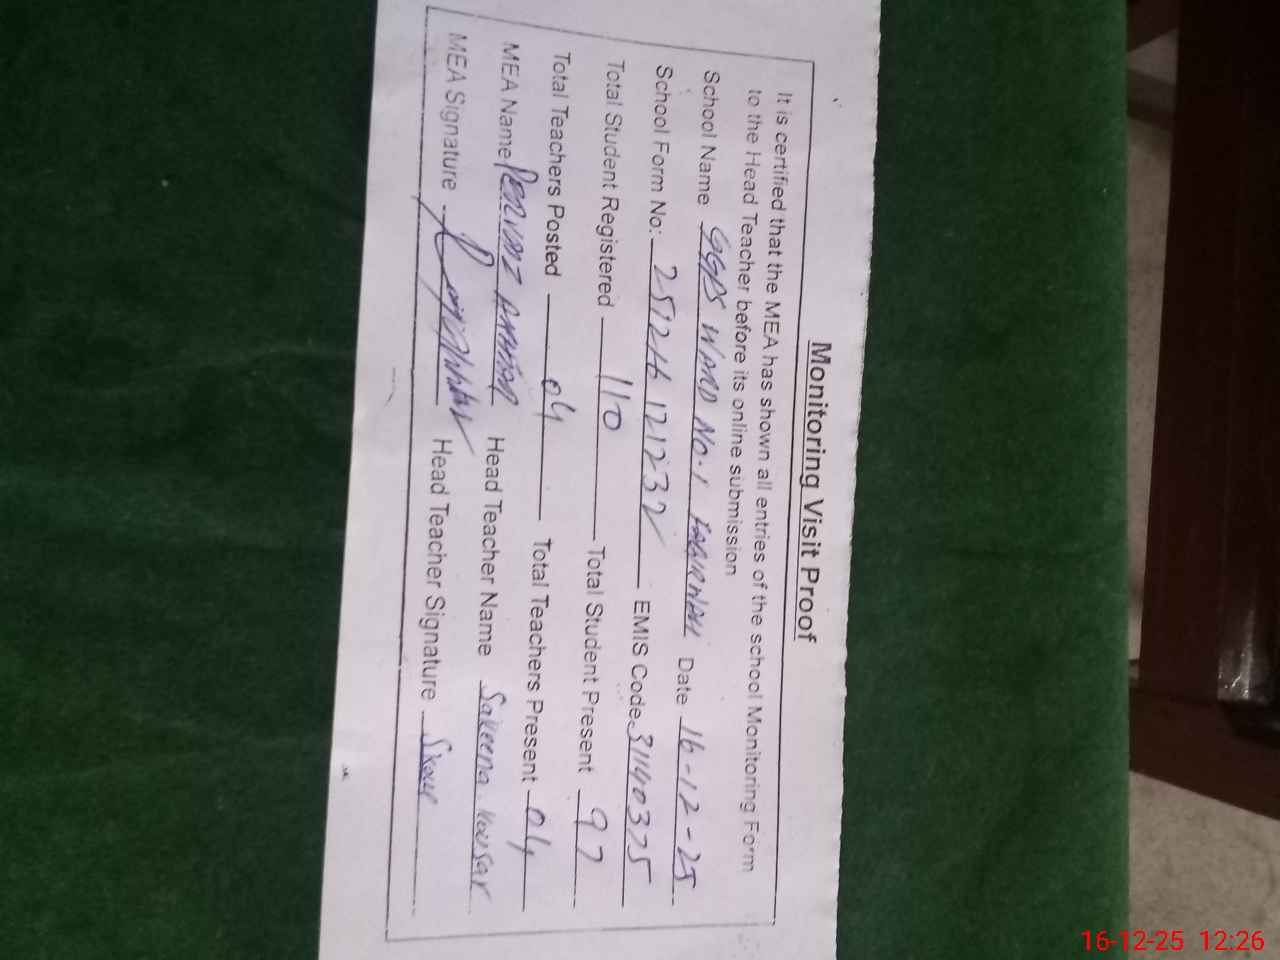 Monitoring Visit Proof
It is certified that the MEA has shown all entries of the school Monitoring Form
to the Head Teacher before its online submission
School Name GGPS WARD No.1 Date 16-12-25
School Form No: EMIS Code 31140375
Total Student Registered 110 Total Student Present 97
Total Teachers Posted 04 Total Teachers Present 04
MEA Name Head Teacher Name Sakeena Kousar
MEA Signature Head Teacher Signature
16-12-25 12:26